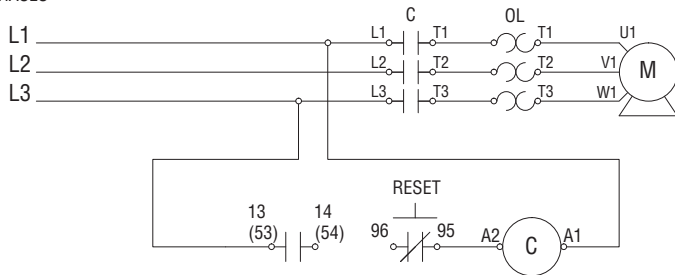 L1 L1 C T1 OL T1 U1
L2 L2 T2 T2 V1 M
L3 L3 T3 T3 W1
RESET
13 14
(53) (54) 96 95 A2 C A1